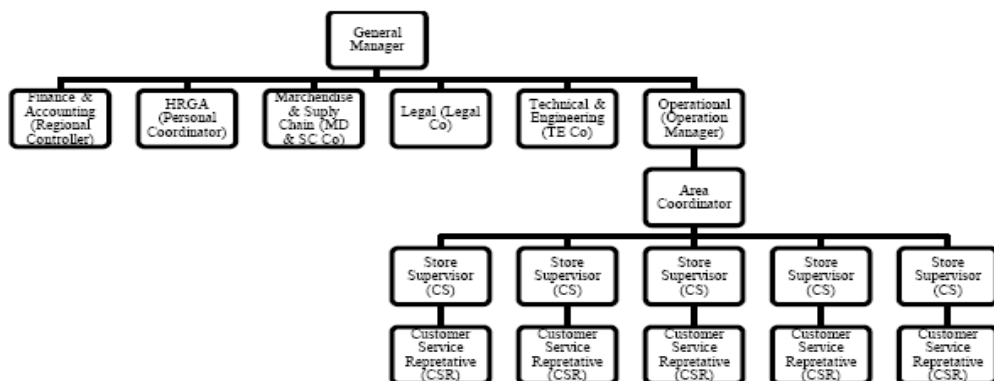 General
Manager
Finance &
Accounting
(Regional
Controller)
HRGA
(Personal
Coordinator)
Marchendise
& Suply
Chain (MD
& SC Co)
Legal (Legal
Co)
Technical &
Engineering
(TE Co)
Operational
(Operation
Manager)
Area
Coordinator
Store
Supervisor
(CS)
Store
Supervisor
(CS)
Store
Supervisor
(CS)
Store
Supervisor
(CS)
Store
Supervisor
(CS)
Customer
Service
Repretative
(CSR)
Customer
Service
Repretative
(CSR)
Customer
Service
Repretative
(CSR)
Customer
Service
Repretative
(CSR)
Customer
Service
Repretative
(CSR)